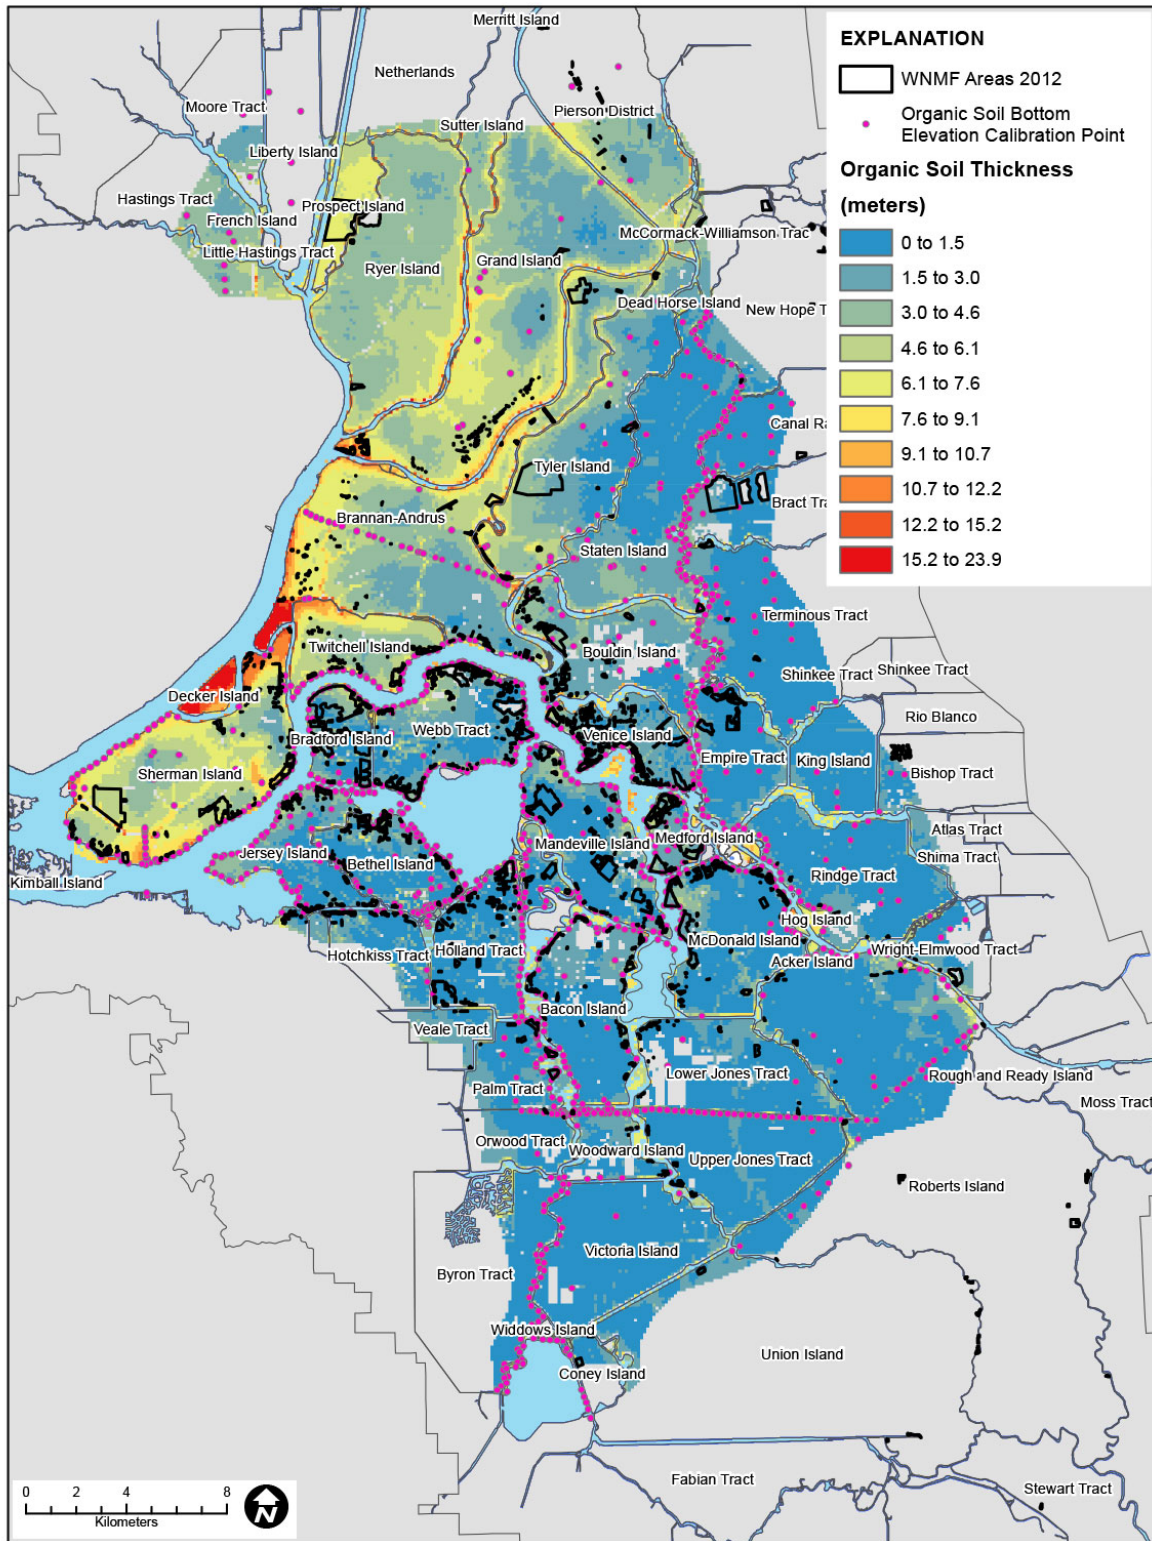 Merritt Island
Netherlands
Moore Tract
Pierson District
Sutter Island
Liberty Island
Hastings Tract
Prospect Island
French Island
McCormack-Williamson Trac
Little Hastings Tract
Grand Island
Ryer Island
Dead Horse Island
New Hope T
Canal Ra
Tyler Island
Bract Tra
Brannan-Andrus
Staten Island
Terminous Tract
Twitchell Island
Bouldin Island
Shinkee Tract
Shinkee Tract
Decker Island
Rio Blanco
Webb Tract
Bradford Island
Venice Island
Empire Tract
King Island
Sherman Island
Bishop Tract
Atlas Tract
Medford Island
Mandeville Island
Jersey Island
Shima Tract
Bethel Island
Rindge Tract
Kimball Island
Hog Island
McDonald Island
Wright-Elmwood Tract
Holland Tract
Hotchkiss Tract
Acker Island
Bacon Island
Veale Tract
Lower Jones Tract
Rough and Ready Island
Palm Tract
Moss Tract
Orwood Tract
Woodward Island
Upper Jones Tract
Roberts Island
Victoria Island
Byron Tract
Widdows Island
Union Island
Coney Island
Fabian Tract
Stewart Tract
EXPLANATION
WNMF Areas 2012
Organic Soil Bottom
Elevation Calibration Point
Organic Soil Thickness
(meters)
0 to 1.5
1.5 to 3.0
3.0 to 4.6
4.6 to 6.1
6.1 to 7.6
7.6 to 9.1
9.1 to 10.7
10.7 to 12.2
12.2 to 15.2
15.2 to 23.9
0 2 4 8
Kilometers
N